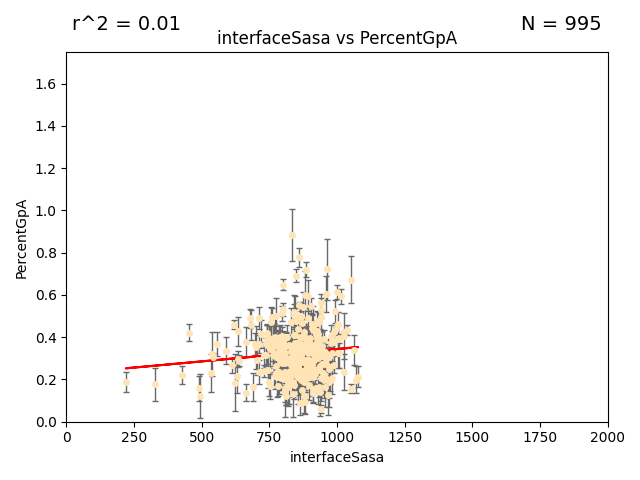 r^2 = 0.01
N = 995
interfaceSasa vs PercentGpA
PercentGpA
1.6
1.4
1.2
1.0
0.8
0.6
0.4
0.2
0.0
0 250 500 750 1000 1250 1500 1750 2000
interfaceSasa